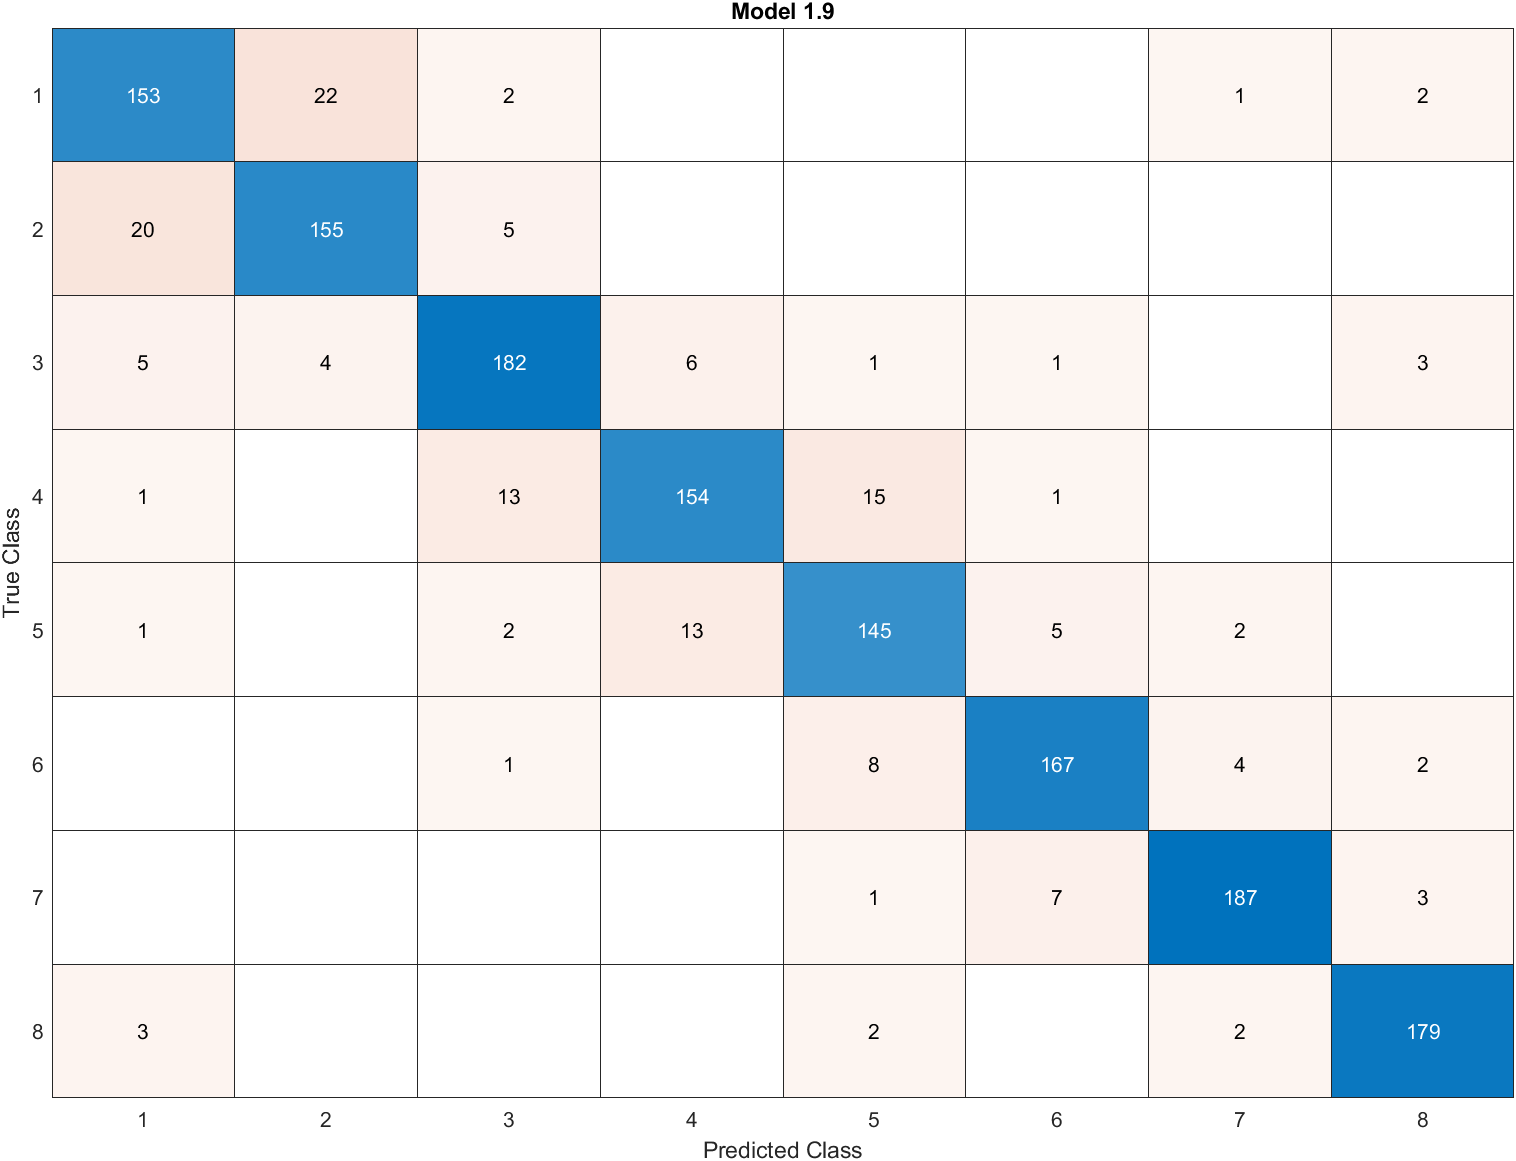 Model 1.9
1 153 22 2 1 2
2 20 155 5
3 5 4 182 6 1 1 3
4 1 13 154 15 1
True Class
5 1 2 13 145 5 2
6 1 8 167 4 2
7 1 7 187 3
8 3 2 2 179
1 2 3 4 5 6 7 8
Predicted Class